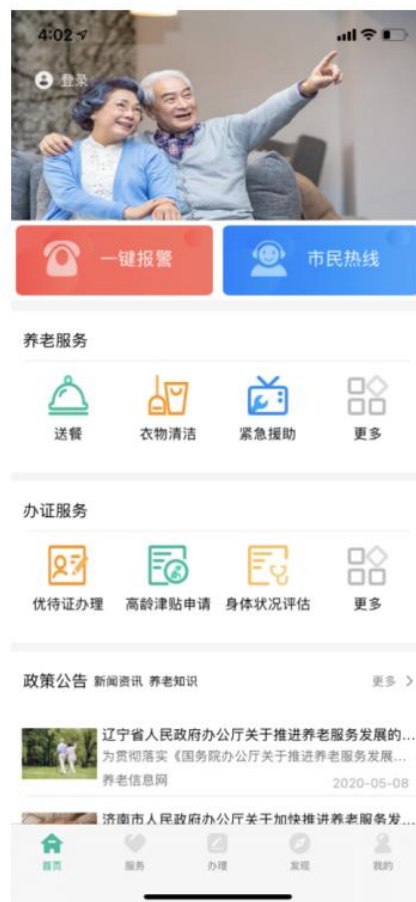 4:02
登录
一键报警 市民热线
养老服务
送餐 衣物清洁 紧急援助 更多
办证服务
优待证办理 高龄津贴申请 身体状况评估 更多
政策公告 新闻资讯 养老知识 更多
辽宁省人民政府办公厅关于推进养老服务发展的...
为贯彻落实《国务院办公厅关于推进养老服务发展...
养老信息网 2020-05-08
济南市人民政府办公厅关于加快推进养老服务发...
首页 服务 办理 发现 我的